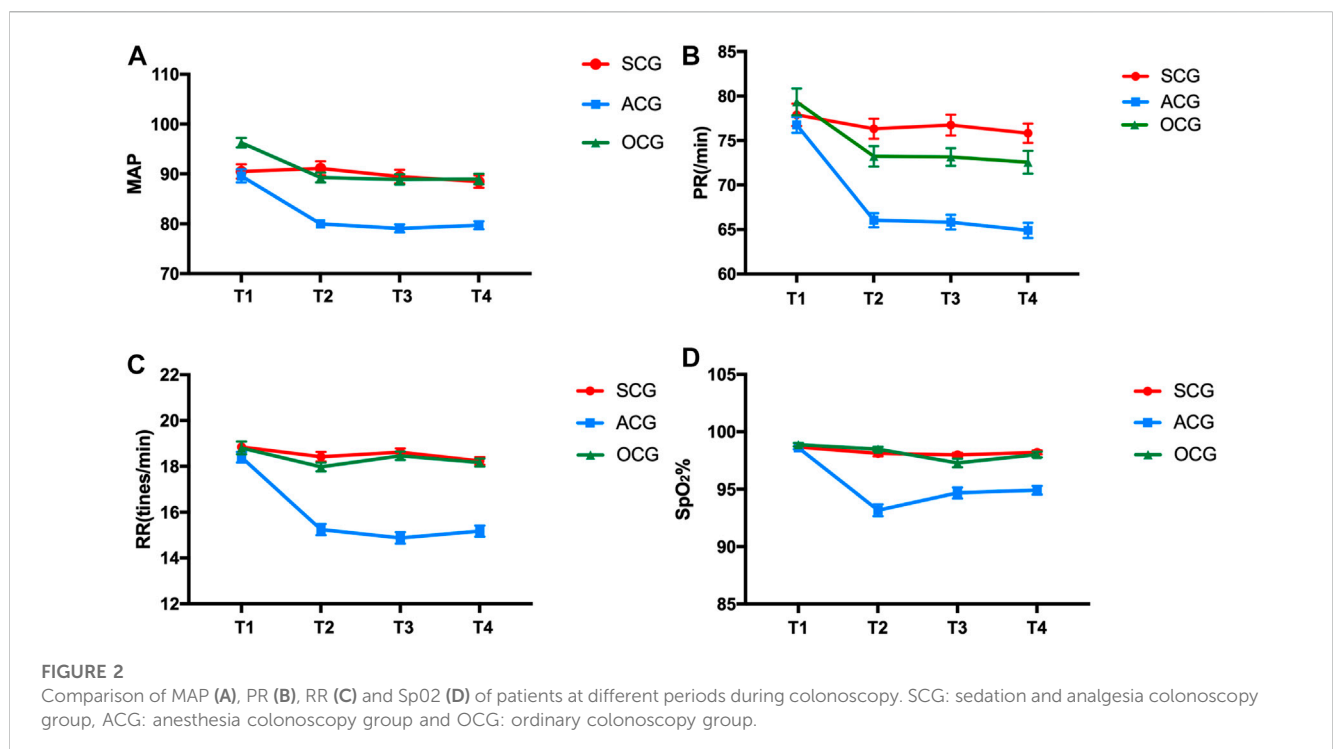 A
MAP
110
100
90
80
70
T1 T2 T3 T4
SCG
ACG
OCG
B
PR(/min)
85
80
75
70
65
60
T1 T2 T3 T4
SCG
ACG
OCG
C
RR(tines/min)
22
20
18
16
14
12
T1 T2 T3 T4
SCG
ACG
OCG
D
SpO₂%
105
100
95
90
85
T1 T2 T3 T4
SCG
ACG
OCG
FIGURE 2
Comparison of MAP (A), PR (B), RR (C) and Sp02 (D) of patients at different periods during colonoscopy. SCG: sedation and analgesia colonoscopy
group, ACG: anesthesia colonoscopy group and OCG: ordinary colonoscopy group.